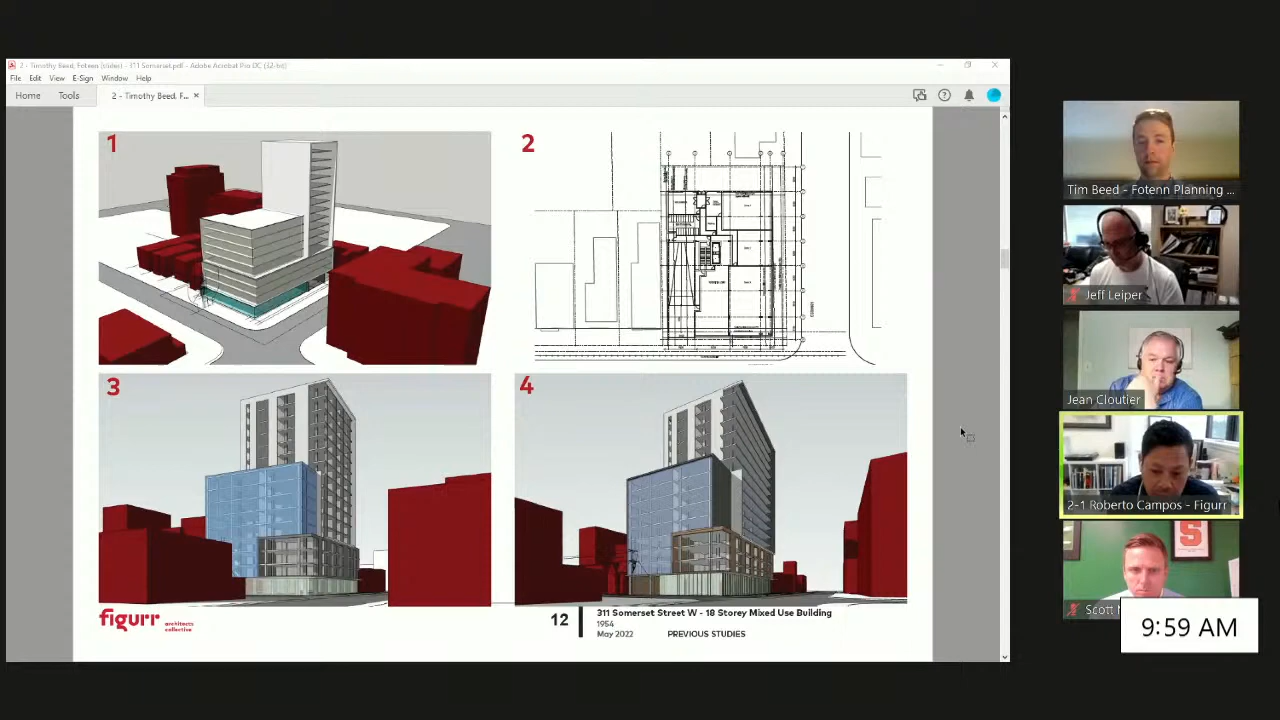 2 - Timothy Beed, Fotenn (slides) - 311 Somerset.pdf - Adobe Acrobat Pro DC (32-bit)
File Edit View E-Sign Window Help
Home Tools 2 - Timothy Beed, F... ×
1
2
3
4
figurr architects collective
12
311 Somerset Street W - 18 Storey Mixed Use Building
1954
May 2022 PREVIOUS STUDIES
Tim Beed - Fotenn Planning ...
Jeff Leiper
Jean Cloutier
2-1 Roberto Campos - Figurr
Scott
S
9:59 AM